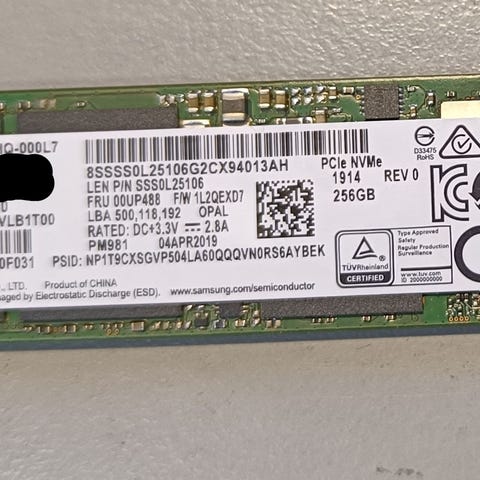 IQ-000L7
8SSSS0L25106G2CX94013AH
LEN P/N SSS0L25106
FRU 00UP488 F/W 1L2QEXD7
LBA 500,118,192 OPAL
RATED: DC+3.3V 2.8A
PM981 04APR2019
PSID: NP1T9CXSGVP504LA60QQQVN0RS6AYBEK
PCIe NVMe
1914 REV 0
256GB
D33475
RoHS
VLB1T00
0F031
., LTD. Product of CHINA
naged by Electrostatic Discharge (ESD). www.samsung.com/semiconductor
TÜVRheinland
CERTIFIED
Type Approved
Safety
Regular Production
Surveillance
www.tuv.com
ID 2000000000